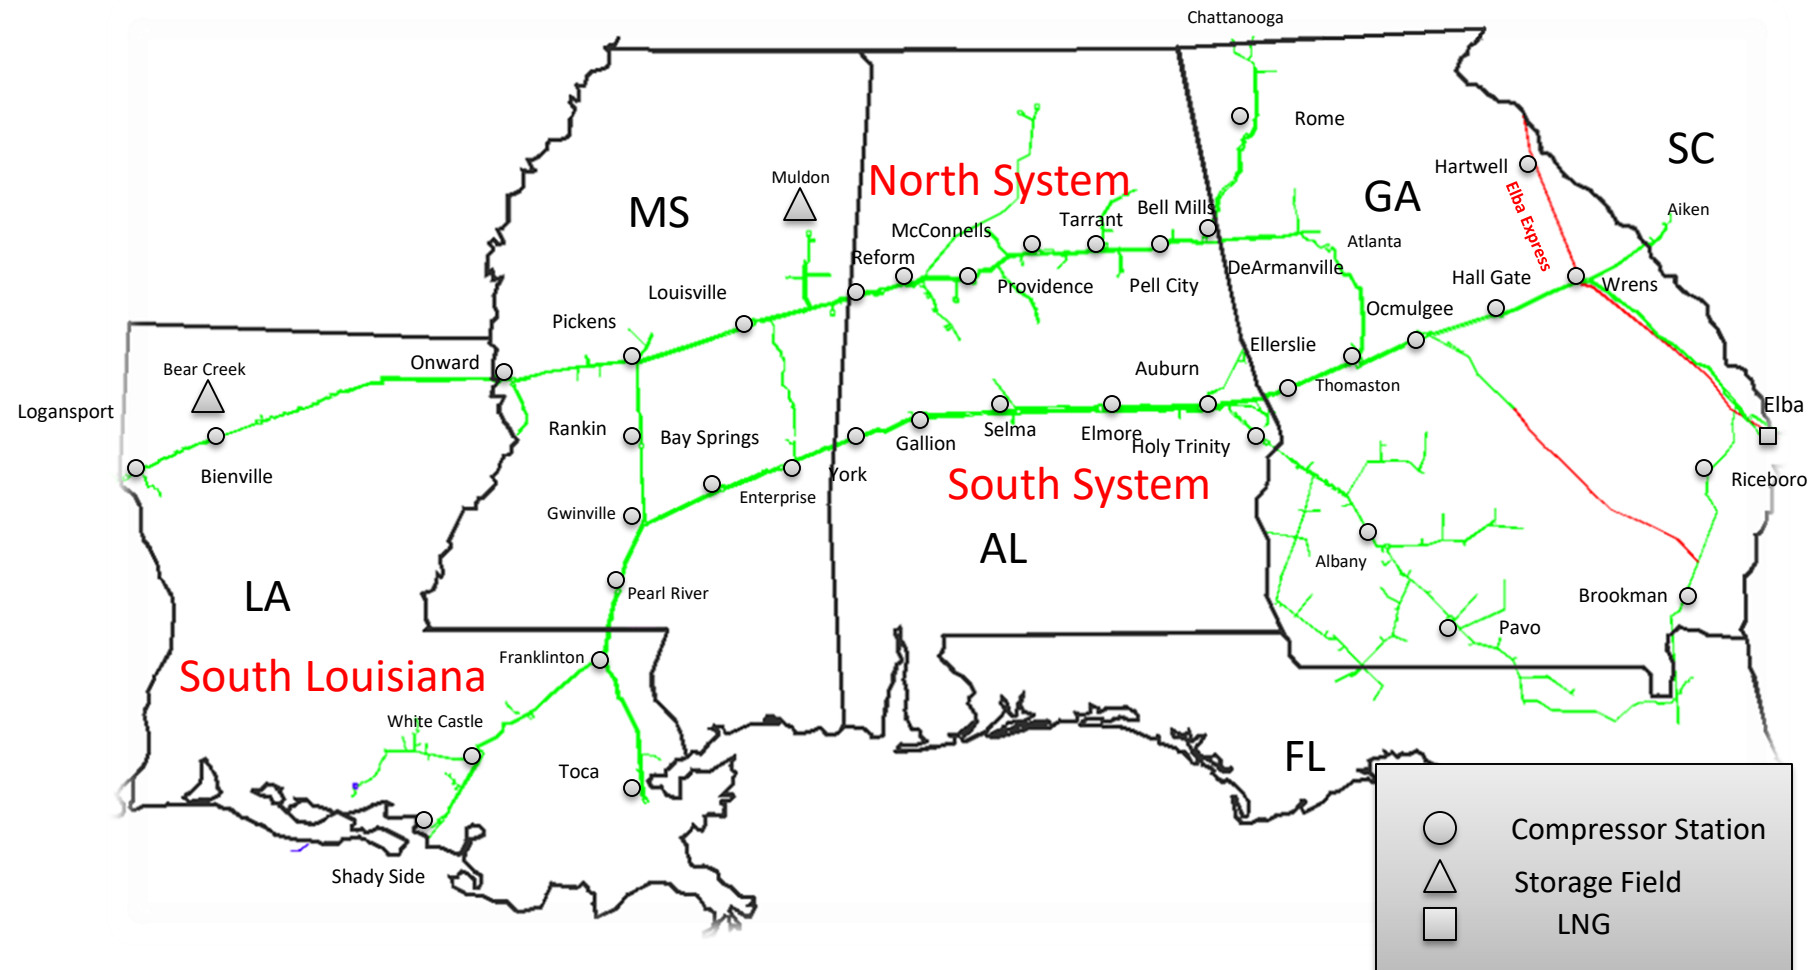 Chattanooga
Rome
SC
Hartwell
Muldon
North System
GA
MS
Elba Express
Aiken
Bell Mills
Tarrant
McConnells
Atlanta
Reform
DeArmanville
Hall Gate
Louisville
Providence
Pell City
Wrens
Pickens
Ocmulgee
Ellerslie
Onward
Bear Creek
Auburn
Thomaston
Logansport
Elba
Rankin
Bay Springs
Gallion
Selma
Elmore
Holy Trinity
Bienville
York
South System
Riceboro
Enterprise
Gwinville
AL
Albany
LA
Pearl River
Brookman
Pavo
Franklinton
South Louisiana
White Castle
FL
Toca
Shady Side
Compressor Station
Storage Field
LNG